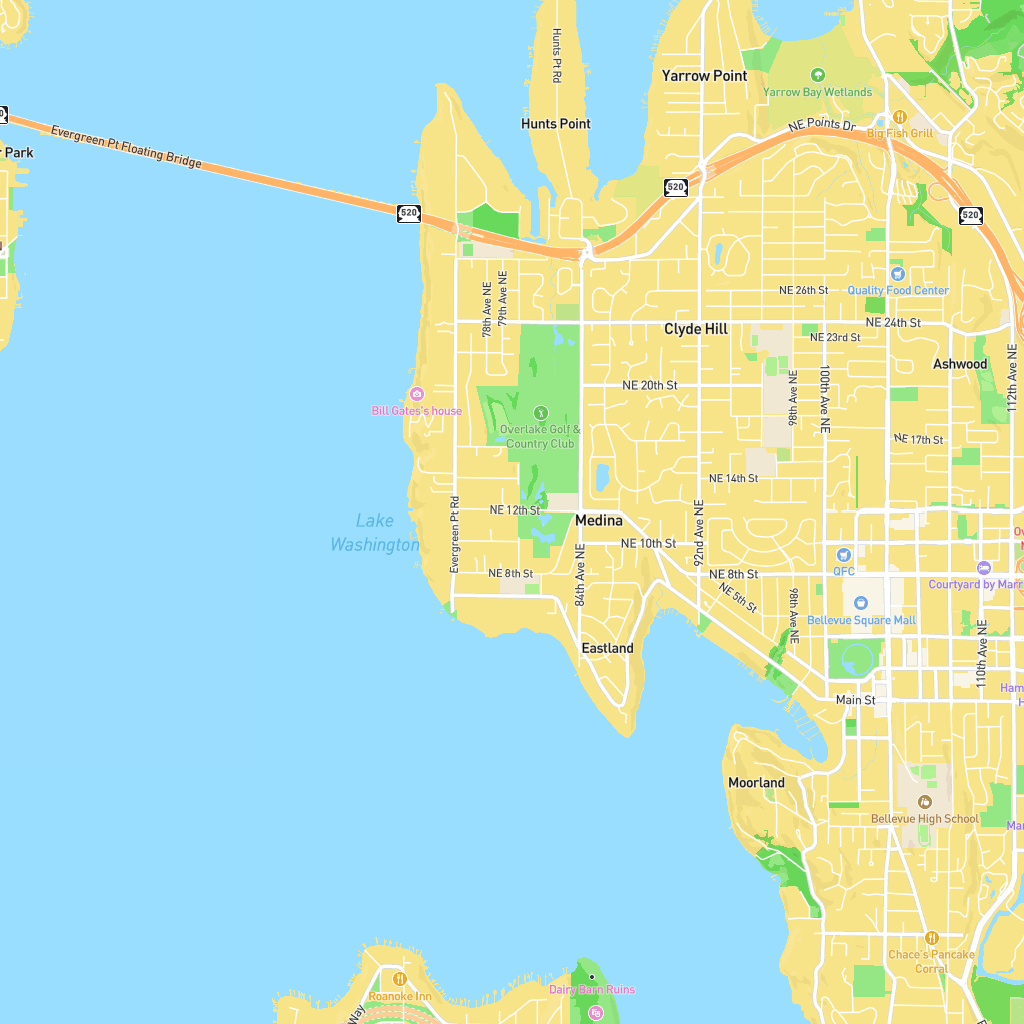 Hunts Pt Rd
Yarrow Point
Yarrow Bay Wetlands
Hunts Point
NE Points Dr
Big Fish Grill
Evergreen Pt Floating Bridge
Park
520
520
520
Quality Food Center
NE 26th St
78th Ave NE
79th Ave NE
NE 24th St
Clyde Hill
NE 23rd St
Ashwood
112th Ave NE
NE 20th St
98th Ave NE
100th Ave NE
Bill Gates's house
Overlake Golf &
Country Club
NE 17th St
NE 14th St
Evergreen Pt Rd
NE 12th St
Medina
Lake
Washington
92nd Ave NE
84th Ave NE
NE 10th St
QFC
NE 8th St
NE 8th St
Courtyard by Marr
NE 5th St
98th Ave NE
Bellevue Square Mall
Eastland
110th Ave NE
Main St
Moorland
Bellevue High School
Chace's Pancake
Corral
Roanoke Inn
Dairy Barn Ruins
Way